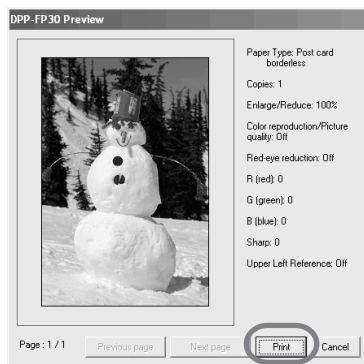 DPP-FP30 Preview
Paper Type: Post card
borderless
Copies: 1
Enlarge/Reduce: 100%
Color reproduction/Picture
quality: Off
Red-eye reduction: Off
R (red): 0
G (green): 0
B (blue): 0
Sharp: 0
Upper Left Reference: Off
Page : 1 / 1
Previous page
Next page
Print
Cancel